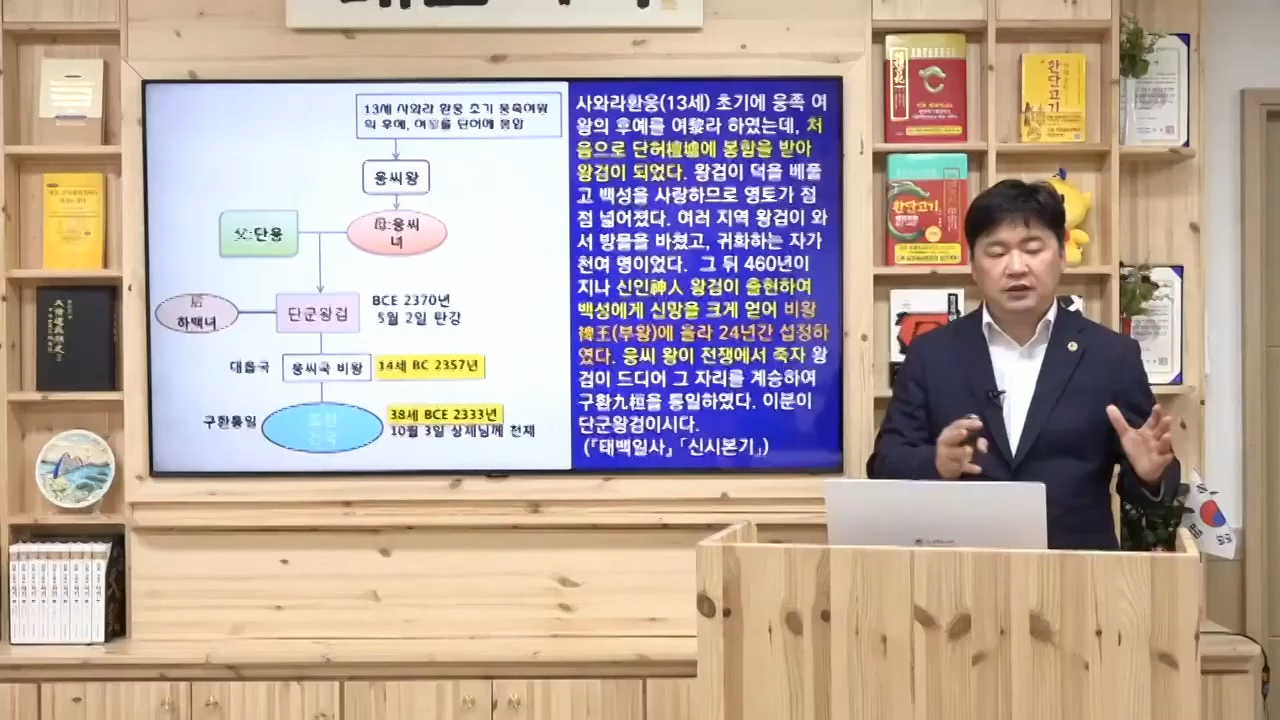 13세 사와라 환웅 초기 웅족여왕
의 후예, 여黎를 단허에 봉함
웅씨왕
父:단웅
母:웅씨
녀
后
하백녀
단군왕검
BCE 2370년
5월 2일 탄강
대읍국
웅씨국 비왕
14세 BC 2357년
구환통일
조선
건국
38세 BCE 2333년
10월 3일 상제님께 천제
사와라환웅(13세) 초기에 웅족 여
왕의 후예를 여黎라 하였는데, 처
음으로 단허檀墟에 봉함을 받아
왕검이 되었다. 왕검이 덕을 베풀
고 백성을 사랑하므로 영토가 점
점 넓어졌다. 여러 지역 왕검이 와
서 방물을 바쳤고, 귀화하는 자가
천여 명이었다. 그 뒤 460년이
지나 신인神人 왕검이 출현하여
백성에게 신망을 크게 얻어 비왕
裨王(부왕)에 올라 24년간 섭정하
였다. 웅씨 왕이 전쟁에서 죽자 왕
검이 드디어 그 자리를 계승하여
구환九桓을 통일하였다. 이분이
단군왕검이시다.
(『태백일사』「신시본기」)
환단고기
환단고기